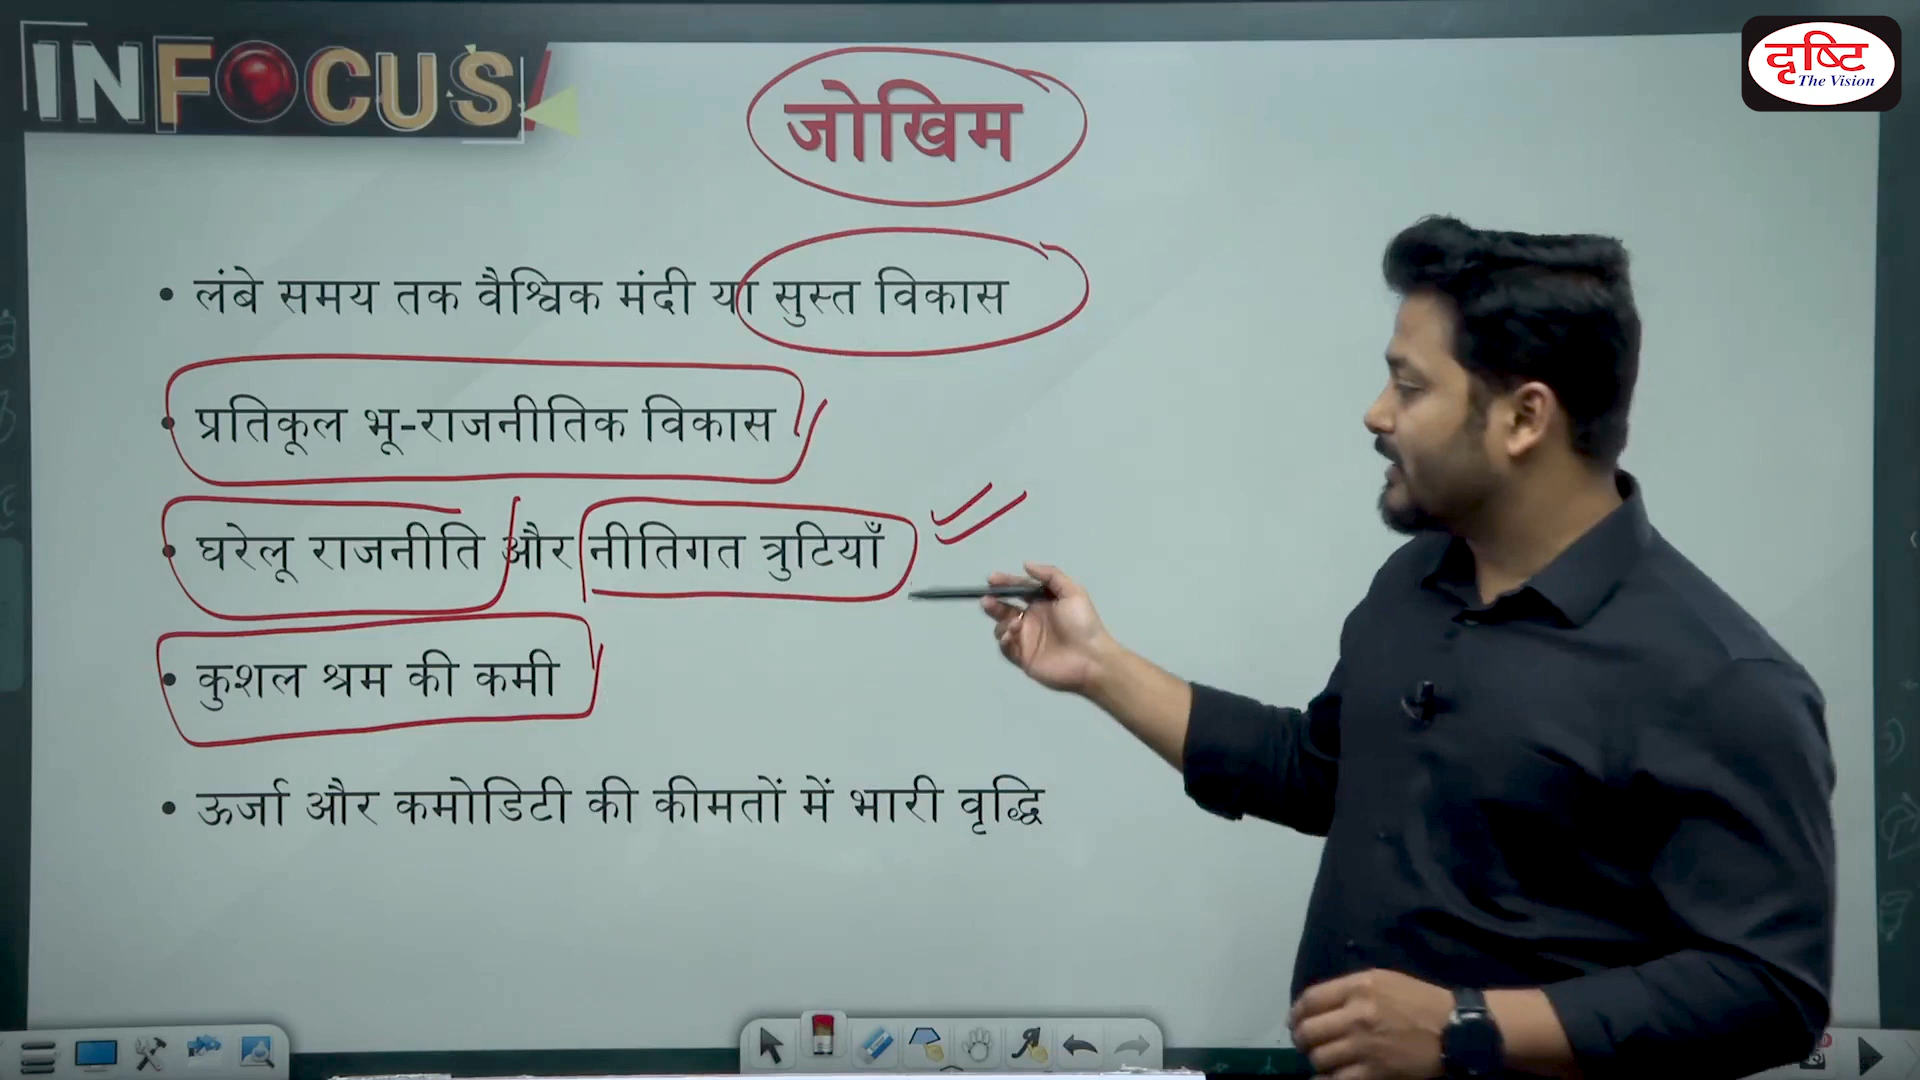 INFOCUS
दृष्टि
The Vision
जोखिम
• लंबे समय तक वैश्विक मंदी या सुस्त विकास
• प्रतिकूल भू-राजनीतिक विकास
• घरेलू राजनीति और नीतिगत त्रुटियाँ
• कुशल श्रम की कमी
• ऊर्जा और कमोडिटी की कीमतों में भारी वृद्धि